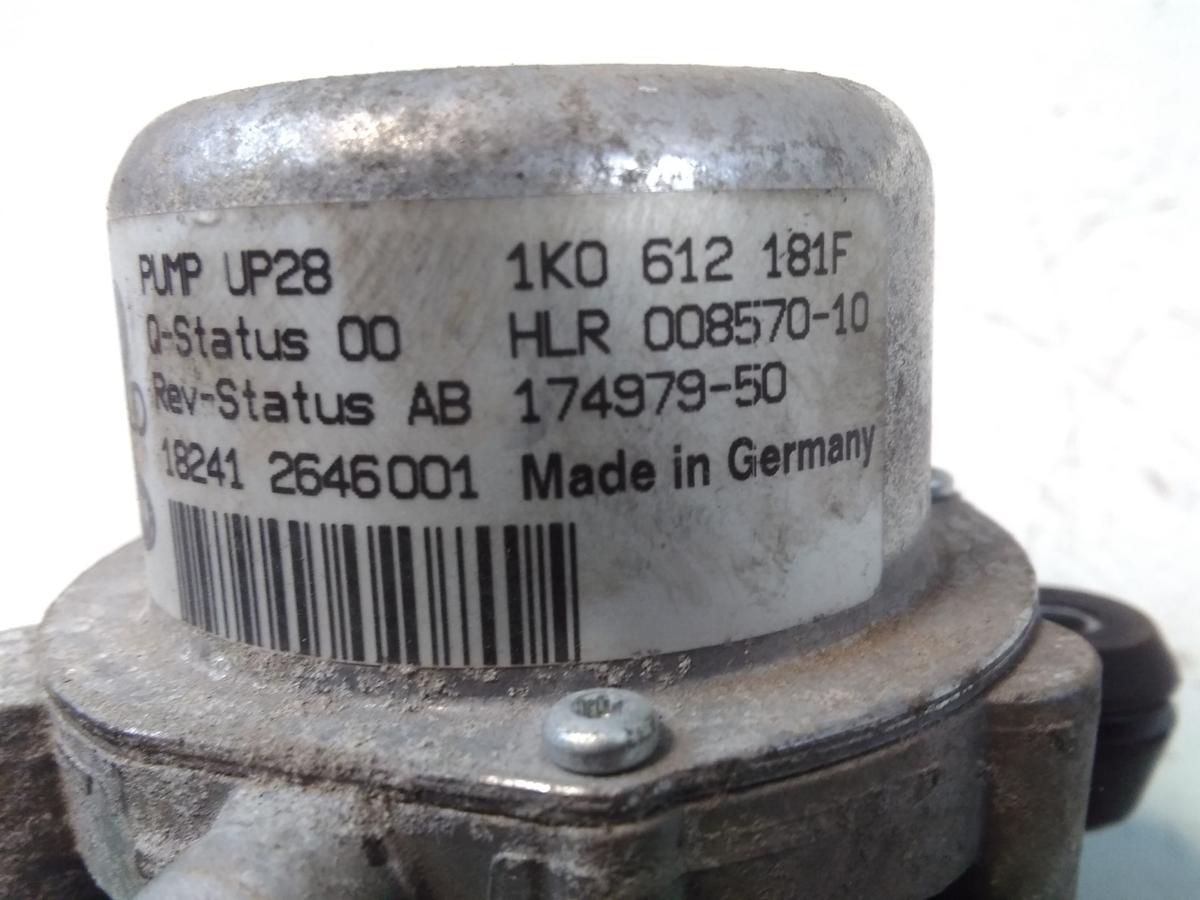 PUMP UP28 1K0 612 181F
Q-Status 00 HLR 008570-10
Rev-Status AB 174979-50
18241 2646001 Made in Germany